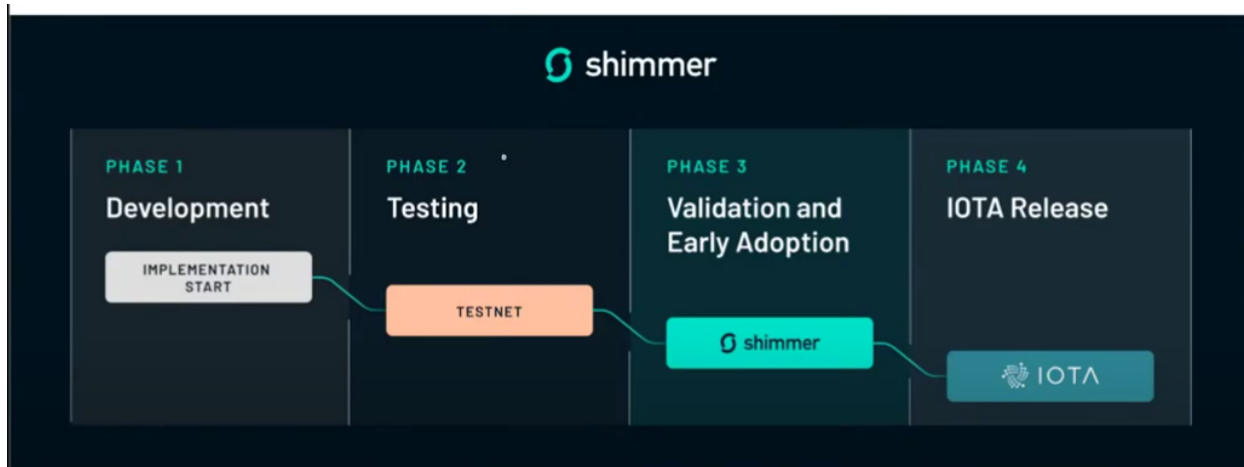 shimmer
PHASE 1
Development
IMPLEMENTATION
START
PHASE 2
Testing
TESTNET
PHASE 3
Validation and
Early Adoption
shimmer
PHASE 4
IOTA Release
IOTA